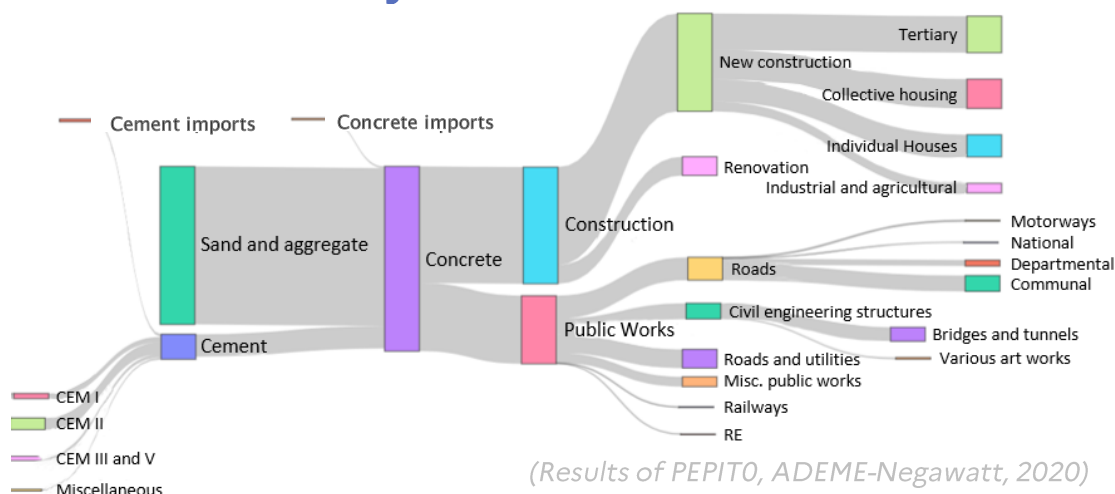 Tertiary
New construction
Collective housing
Cement imports
Concrete imports
Individual Houses
Renovation
Industrial and agricultural
Construction
Motorways
Sand and aggregate
National
Concrete
Roads
Departmental
Communal
Civil engineering structures
Public Works
Bridges and tunnels
Cement
Roads and utilities
Various art works
Misc. public works
CEM I
Railways
CEM II
RE
CEM III and V
(Results of PEPIT0, ADEME-Negawatt, 2020)
Miscellaneous